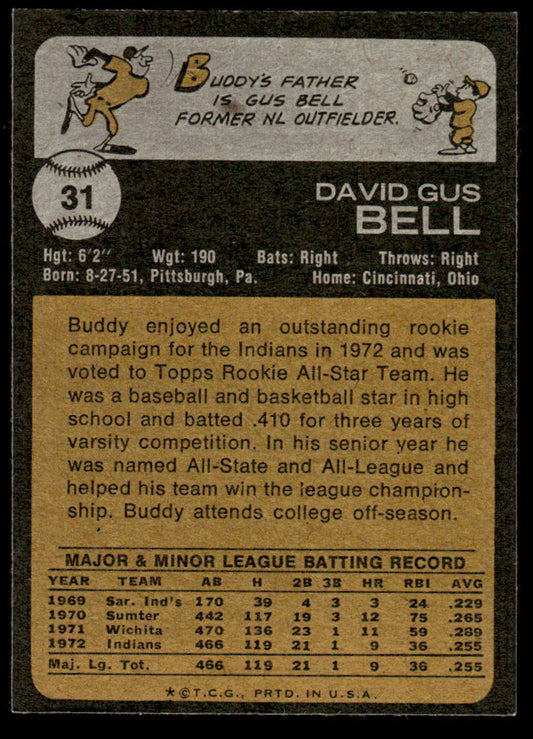 BUDDY'S FATHER
IS GUS BELL
FORMER NL OUTFIELDER.
31
DAVID GUS
BELL
Hgt: 6'2" Wgt: 190 Bats: Right Throws: Right
Born: 8-27-51, Pittsburgh, Pa. Home: Cincinnati, Ohio
Buddy enjoyed an outstanding rookie
campaign for the Indians in 1972 and was
voted to Topps Rookie All-Star Team. He
was a baseball and basketball star in high
school and batted .410 for three years of
varsity competition. In his senior year he
was named All-State and All-League and
helped his team win the league champion-
ship. Buddy attends college off-season.
MAJOR & MINOR LEAGUE BATTING RECORD
YEAR TEAM AB H 2B 3B HR RBI AVG
1969 Sar. Ind's 170 39 4 3 3 24 .229
1970 Sumter 442 117 19 3 12 75 .265
1971 Wichita 470 136 23 1 11 59 .289
1972 Indians 466 119 21 1 9 36 .255
Maj. Lg. Tot. 466 119 21 1 9 36 .255
★©T.C.G., PRTD. IN U.S.A.